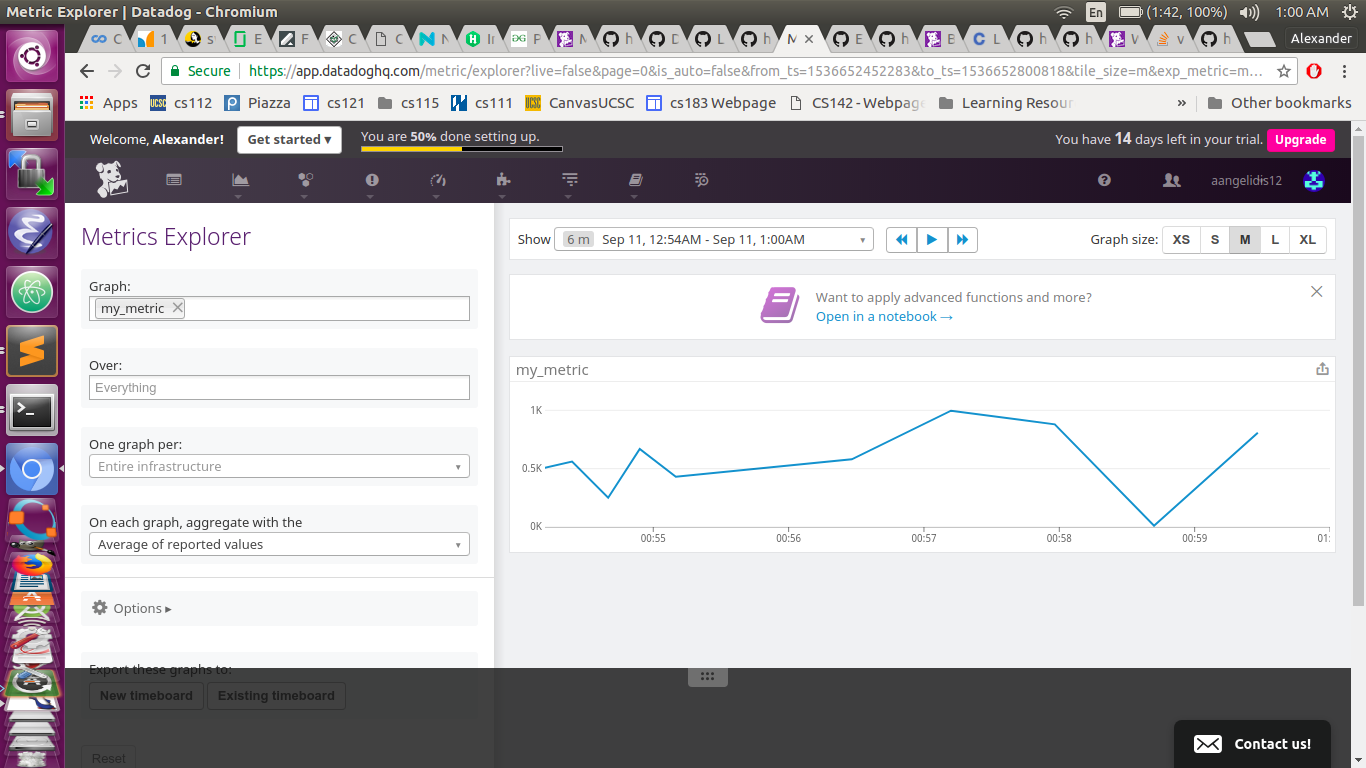 Metric Explorer | Datadog - Chromium
En
(1:42, 100%)
1:00 AM
Alexander
Secure
https://app.datadoghq.com/metric/explorer?live=false&page=0&is_auto=false&from_ts=1536652452283&to_ts=1536652800818&tile_size=m&exp_metric=m...
Apps
cs112
Piazza
cs121
cs115
cs111
CanvasUCSC
cs183 Webpage
CS142 - Webpage
Learning Resour
»
Other bookmarks
Welcome, Alexander!
Get started ▾
You are 50% done setting up.
You have 14 days left in your trial.
Upgrade
aangelidis12
Metrics Explorer
Graph:
my_metric
Over:
Everything
One graph per:
Entire infrastructure
On each graph, aggregate with the
Average of reported values
Options ▸
Export these graphs to:
New timeboard
Existing timeboard
Reset
Show
6 m
Sep 11, 12:54AM - Sep 11, 1:00AM
Graph size:
XS
S
M
L
XL
Want to apply advanced functions and more?
Open in a notebook →
my_metric
1K
0.5K
0K
00:55
00:56
00:57
00:58
00:59
01:
Contact us!